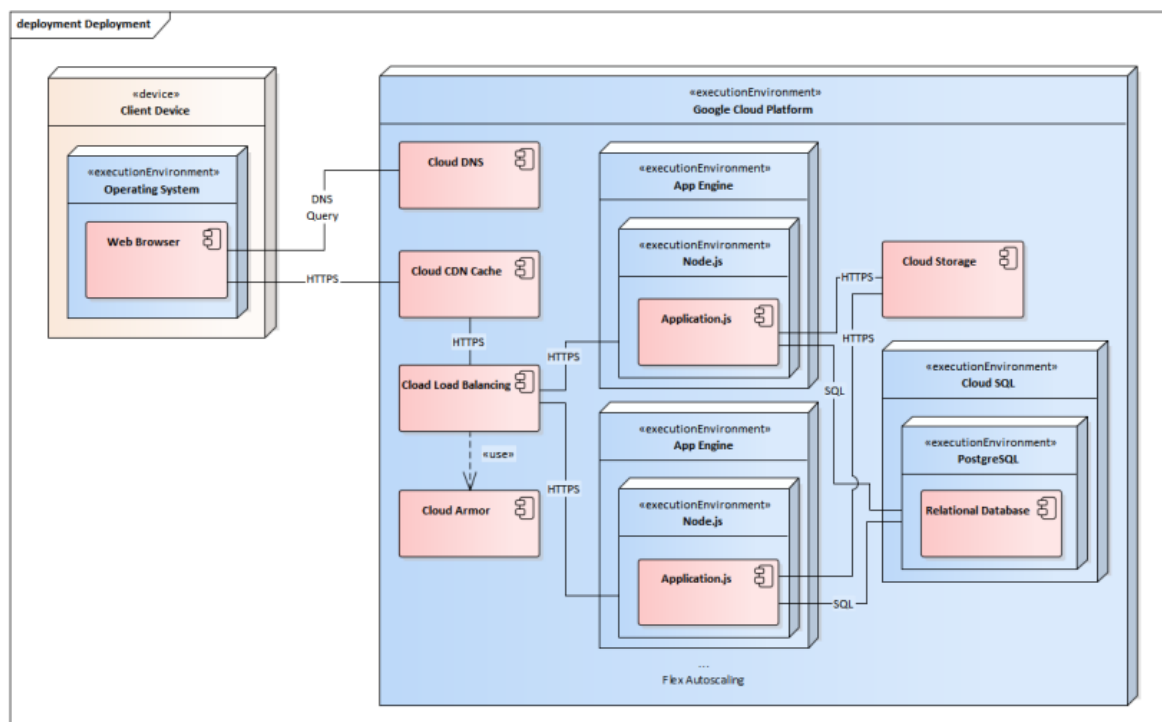 deployment Deployment
«device»
Client Device
«executionEnvironment»
Operating System
Web Browser
DNS
Query
HTTPS
«executionEnvironment»
Google Cloud Platform
Cloud DNS
Cloud CDN Cache
HTTPS
Cload Load Balancing
«use»
Cloud Armor
HTTPS
HTTPS
«executionEnvironment»
App Engine
«executionEnvironment»
Node.js
Application.js
«executionEnvironment»
App Engine
«executionEnvironment»
Node.js
Application.js
HTTPS
HTTPS
SQL
SQL
Cloud Storage
«executionEnvironment»
Cloud SQL
«executionEnvironment»
PostgreSQL
Relational Database
...
Flex Autoscaling